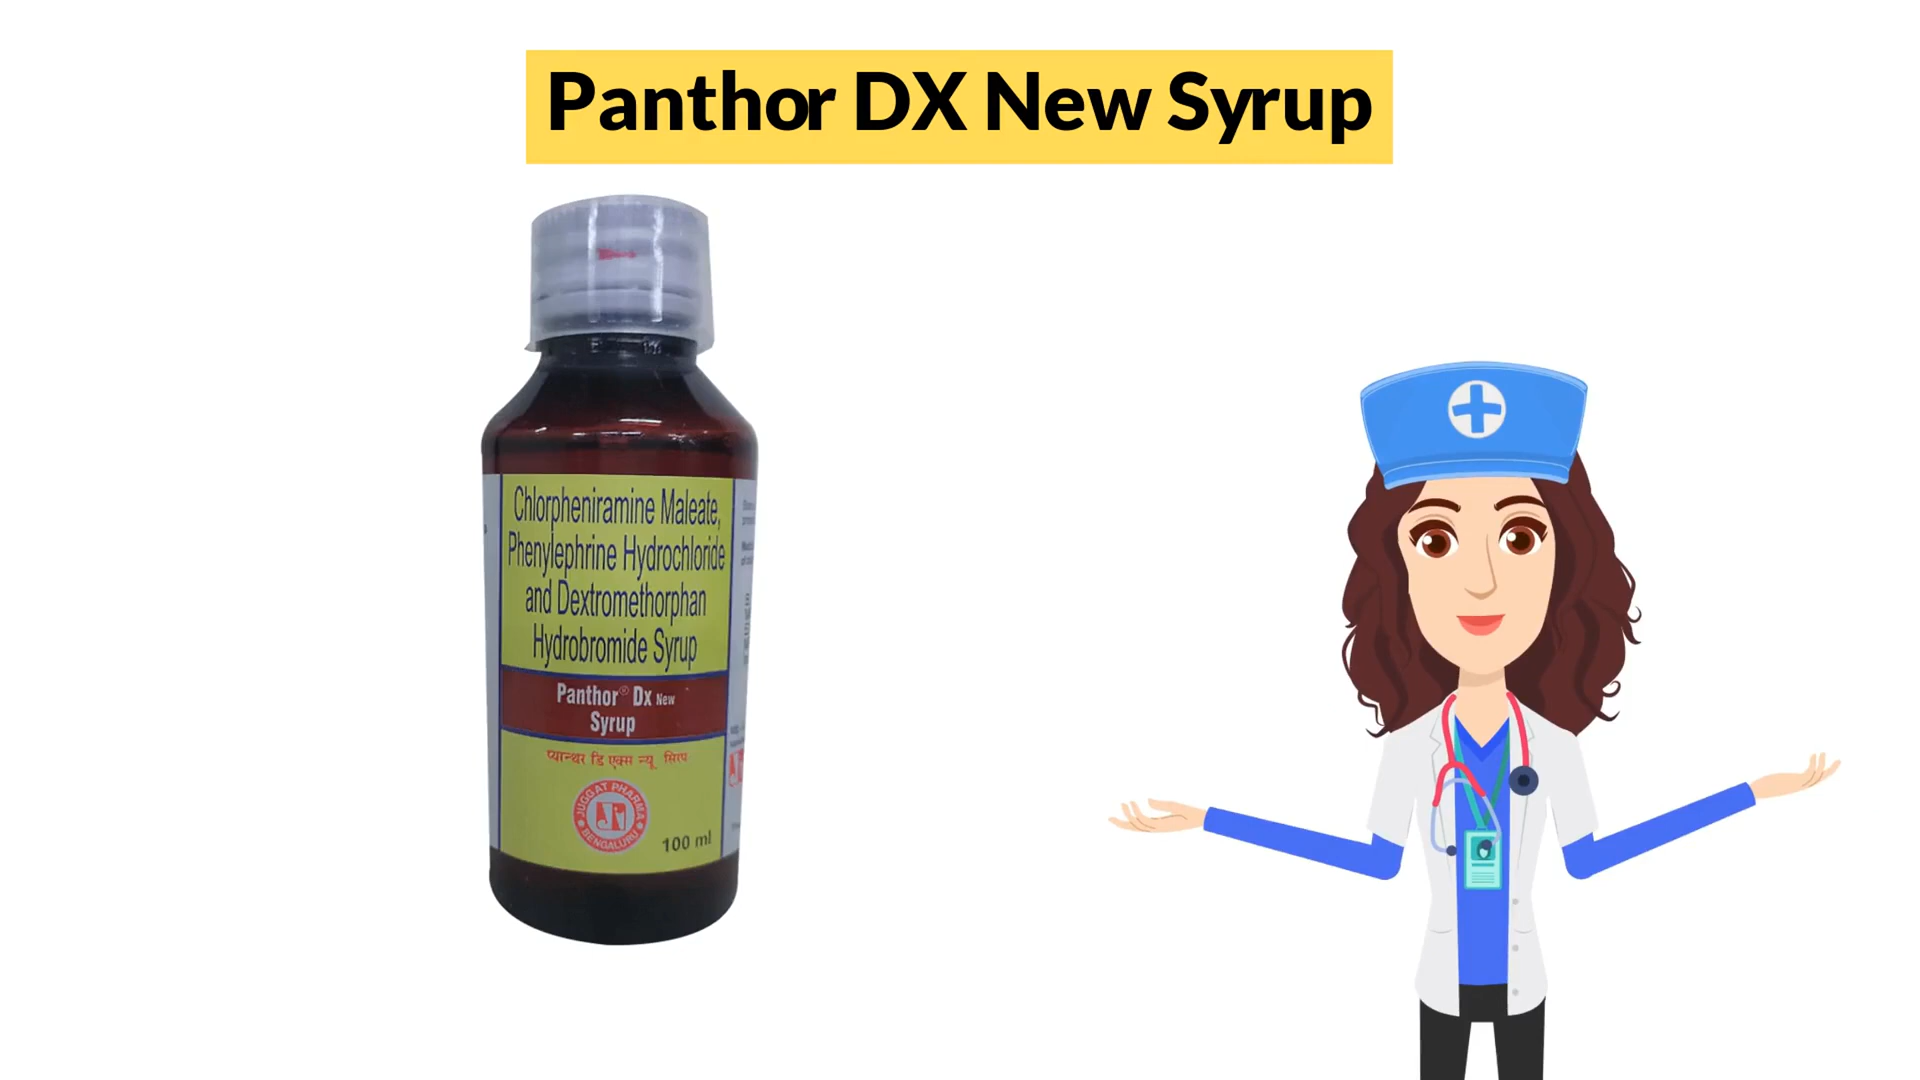 Panthor DX New Syrup
Chlorpheniramine Maleate,
Phenylephrine Hydrochloride
and Dextromethorphan
Hydrobromide Syrup
Panthor® Dx New
Syrup
प्यान्थर डि एक्स न्यू सिरप
JUGGAT PHARMA
BENGALURU
100 ml